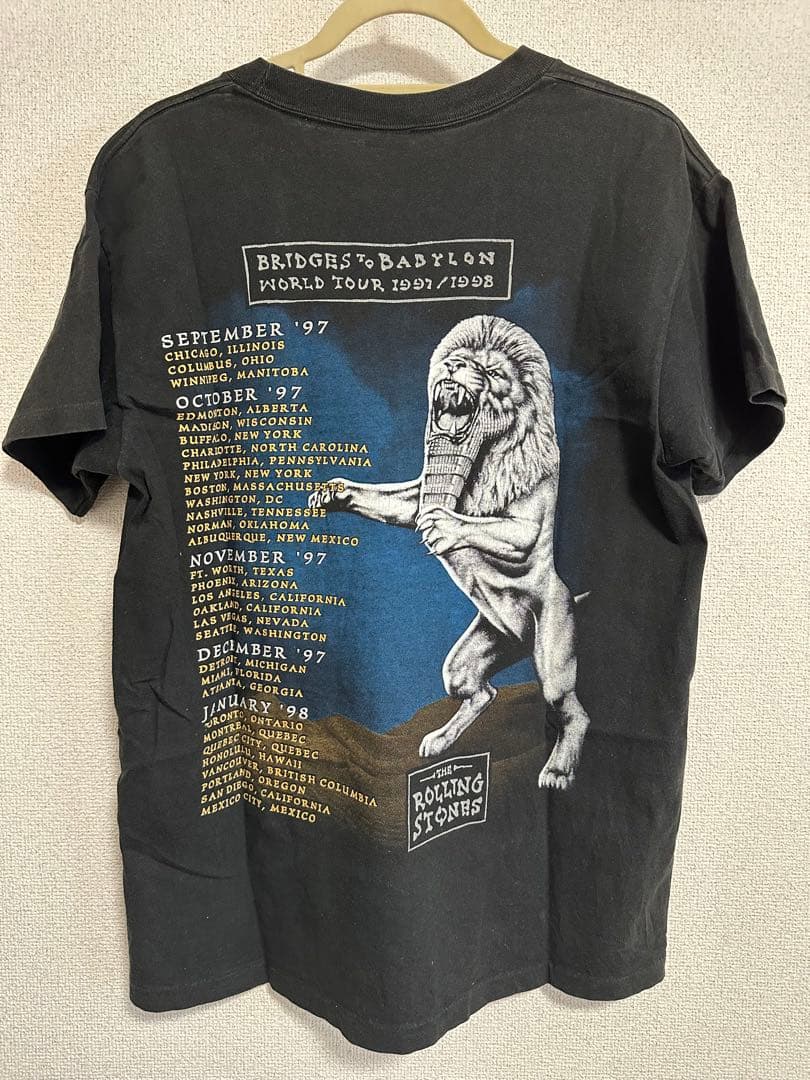 BRIDGES TO BABYLON
WORLD TOUR 1997/1998
SEPTEMBER '97
CHICAGO, ILLINOIS
COLUMBUS, OHIO
WINNIPEG, MANITOBA
OCTOBER '97
EDMONTON, ALBERTA
MADISON, WISCONSIN
BUFFALO, NEW YORK
CHARLOTTE, NORTH CAROLINA
PHILADELPHIA, PENNSYLVANIA
NEW YORK, NEW YORK
BOSTON, MASSACHUSETTS
WASHINGTON, DC
NASHVILLE, TENNESSEE
NORMAN, OKLAHOMA
ALBUQUERQUE, NEW MEXICO
NOVEMBER '97
FT. WORTH, TEXAS
PHOENIX, ARIZONA
LOS ANGELES, CALIFORNIA
OAKLAND, CALIFORNIA
LAS VEGAS, NEVADA
SEATTLE, WASHINGTON
DECEMBER '97
DETROIT, MICHIGAN
MIAMI, FLORIDA
ATLANTA, GEORGIA
JANUARY '98
TORONTO, ONTARIO
MONTREAL, QUEBEC
QUEBEC CITY, QUEBEC
HONOLULU, HAWAII
VANCOUVER, BRITISH COLUMBIA
PORTLAND, OREGON
SAN DIEGO, CALIFORNIA
MEXICO CITY, MEXICO
THE
ROLLING
STONES